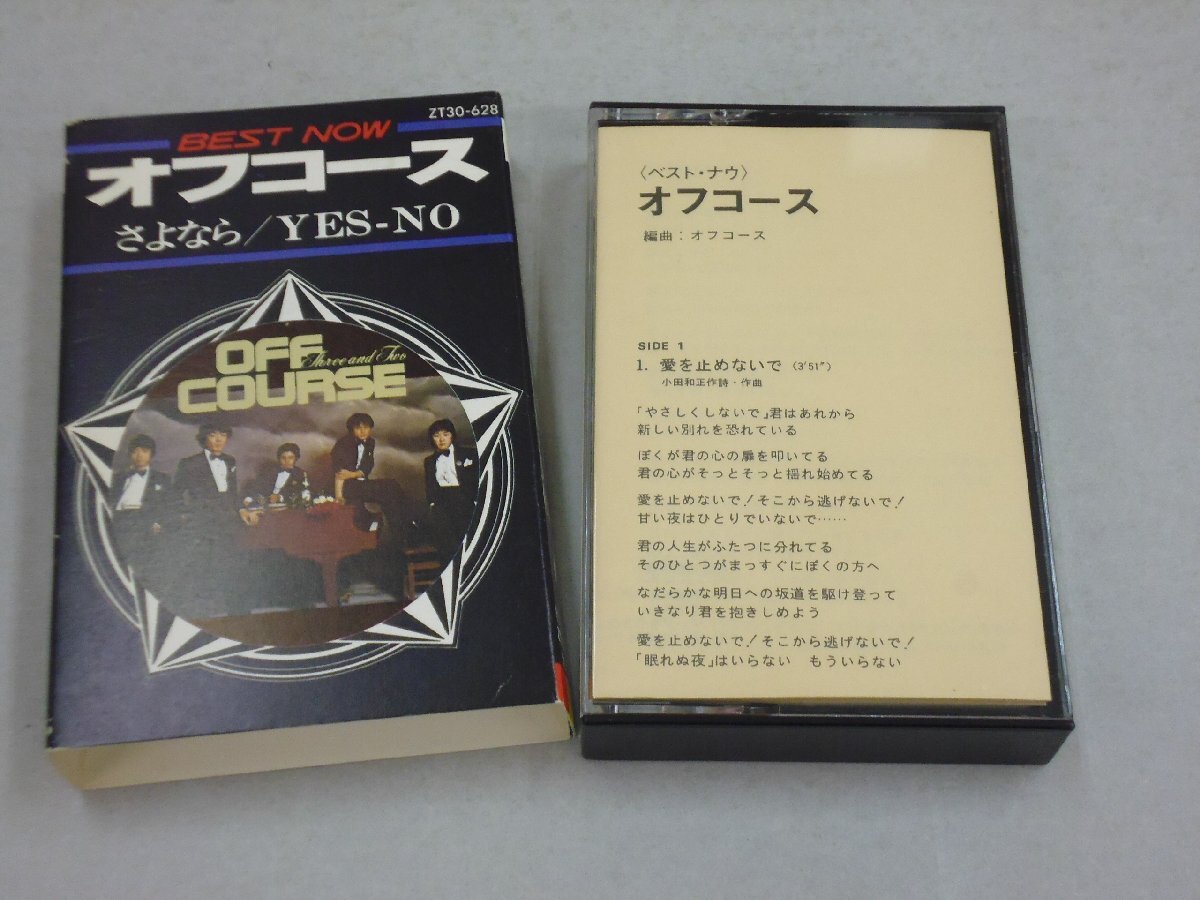 ZT30-628
BEST NOW
オフコース
さよなら/YES-NO
OFF
Three and Two
COURSE
〈ベスト・ナウ〉
オフコース
編曲：オフコース
SIDE 1
1. 愛を止めないで（3'51"）
小田和正作詩・作曲
「やさしくしないで」君はあれから
新しい別れを恐れている
ぼくが君の心の扉を叩いてる
君の心がそっとそっと揺れ始めてる
愛を止めないで！そこから逃げないで！
甘い夜はひとりでいないで……
君の人生がふたつに分れてる
そのひとつがまっすぐにぼくの方へ
なだらかな明日への坂道を駆け登って
いきなり君を抱きしめよう
愛を止めないで！そこから逃げないで！
「眠れぬ夜」はいらない　もういらない